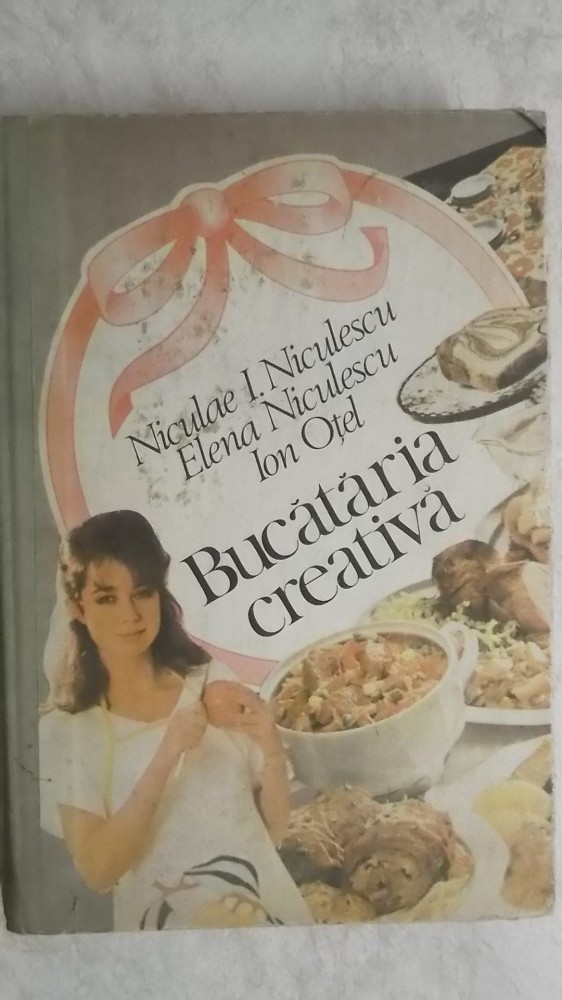 Niculae I. Niculescu
Elena Niculescu
Ion Oțel
Bucătăria
creativă